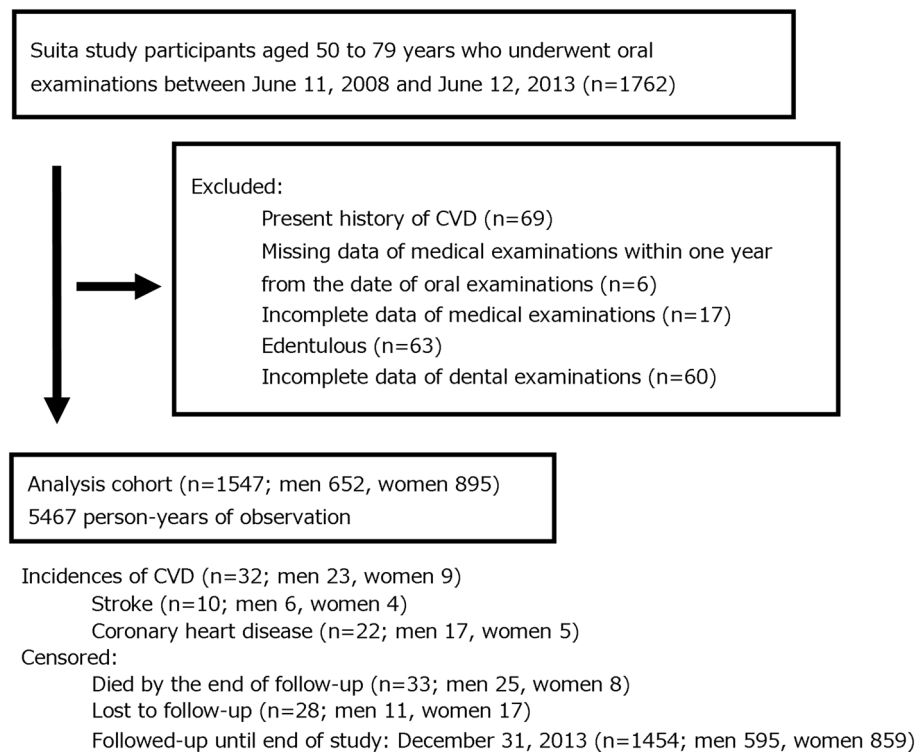 Suita study participants aged 50 to 79 years who underwent oral
examinations between June 11, 2008 and June 12, 2013 (n=1762)
Excluded:
Present history of CVD (n=69)
Missing data of medical examinations within one year
from the date of oral examinations (n=6)
Incomplete data of medical examinations (n=17)
Edentulous (n=63)
Incomplete data of dental examinations (n=60)
Analysis cohort (n=1547; men 652, women 895)
5467 person-years of observation
Incidences of CVD (n=32; men 23, women 9)
Stroke (n=10; men 6, women 4)
Coronary heart disease (n=22; men 17, women 5)
Censored:
Died by the end of follow-up (n=33; men 25, women 8)
Lost to follow-up (n=28; men 11, women 17)
Followed-up until end of study: December 31, 2013 (n=1454; men 595, women 859)